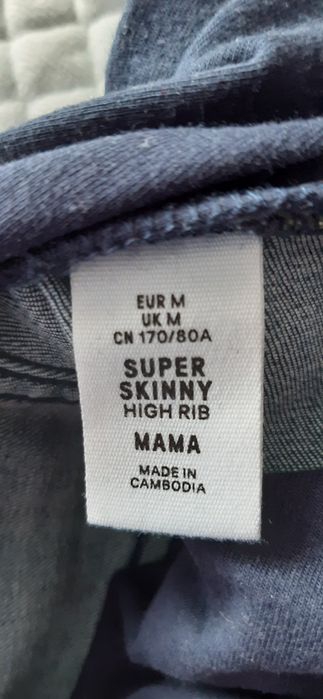 EUR M
UK M
CN 170/80A
SUPER
SKINNY
HIGH RIB
MAMA
MADE IN
CAMBODIA